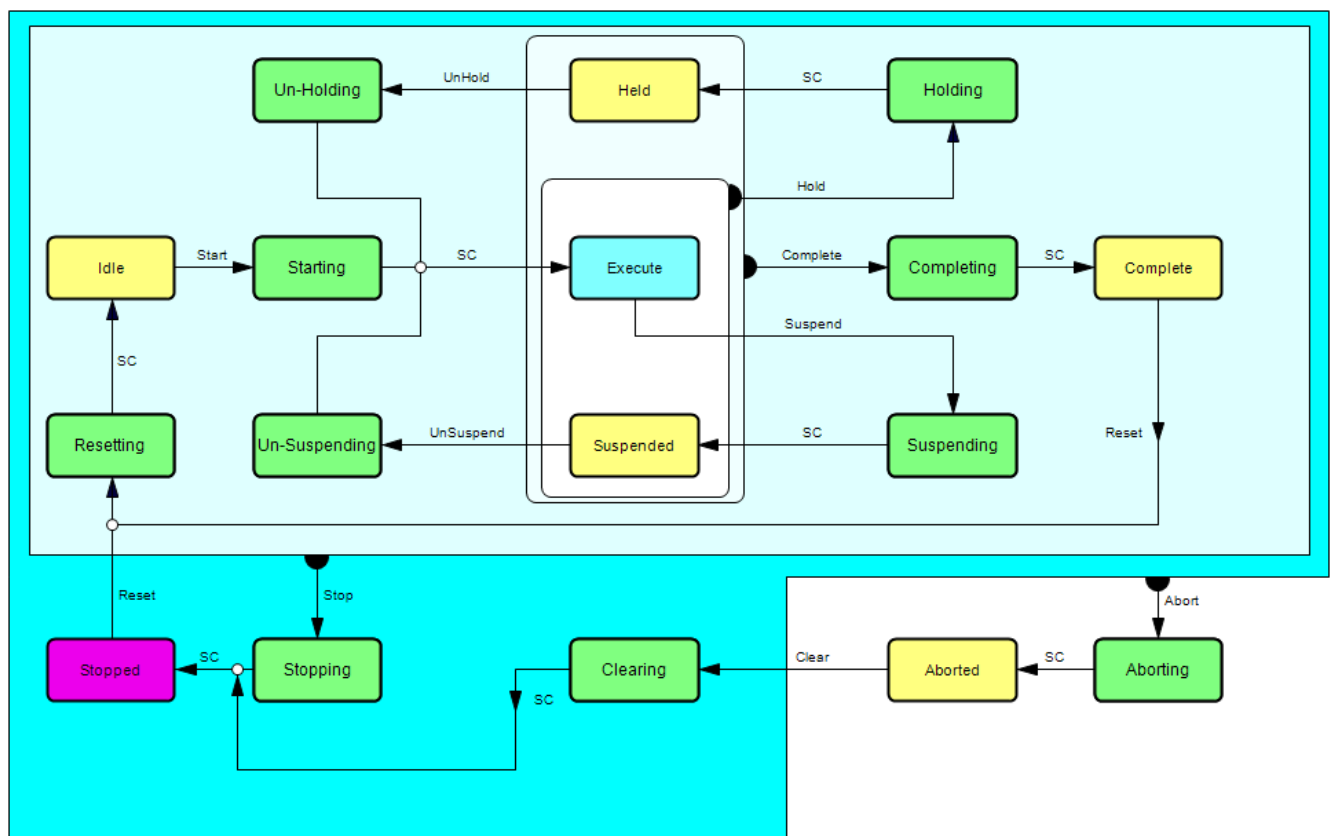 Un-Holding
UnHold
Held
SC
Holding
Hold
Idle
Start
Starting
SC
Execute
Complete
Completing
SC
Complete
Suspend
SC
Resetting
Un-Suspending
UnSuspend
Suspended
SC
Suspending
Reset
Reset
Stop
Abort
Stopped
SC
Stopping
Clearing
Clear
Aborted
SC
Aborting
SC